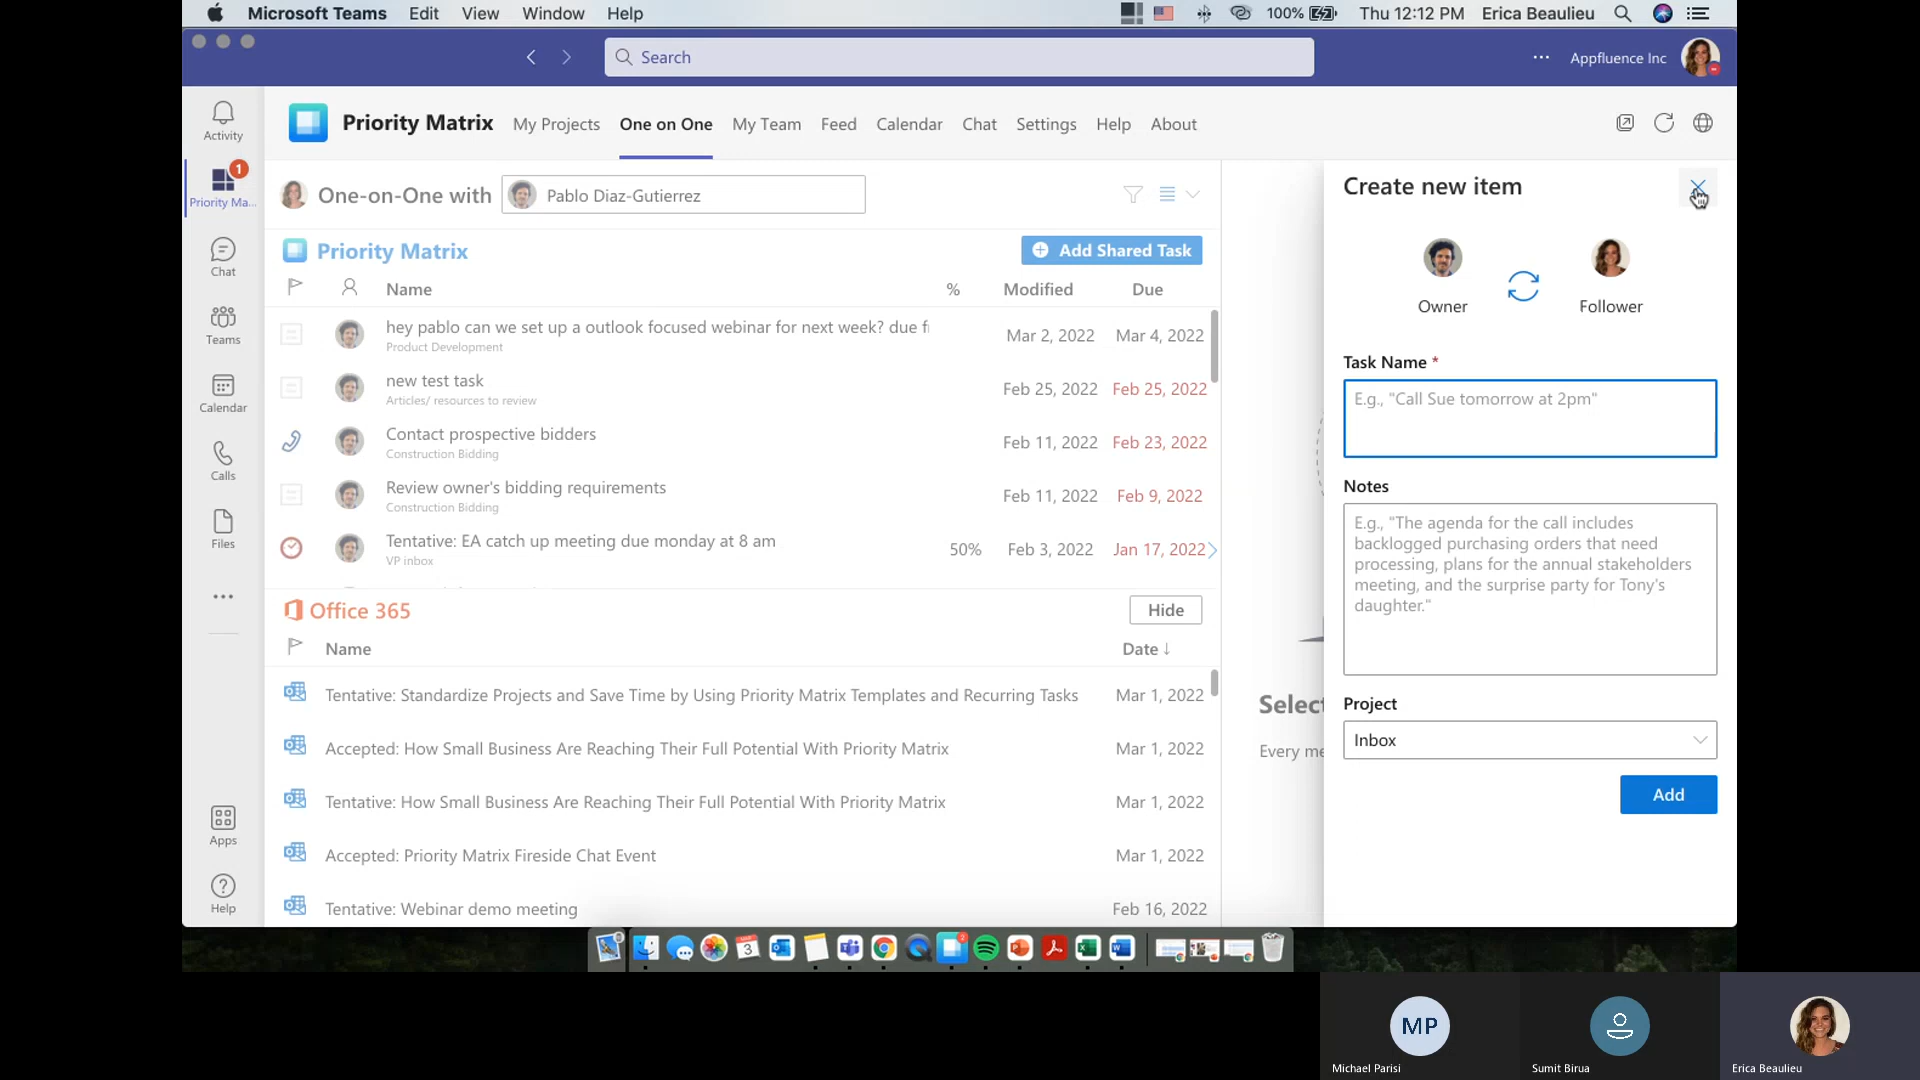 Microsoft Teams Edit View Window Help
100% Thu 12:12 PM Erica Beaulieu
Search
... Appfluence Inc
Activity
1
Priority Ma...
Chat
Teams
Calendar
Calls
Files
...
Apps
Help
Priority Matrix My Projects One on One My Team Feed Calendar Chat Settings Help About
One-on-One with Pablo Diaz-Gutierrez
Priority Matrix
Add Shared Task
Name % Modified Due
hey pablo can we set up a outlook focused webinar for next week? due Mar 2, 2022 Mar 4, 2022
Product Development
new test task Feb 25, 2022 Feb 25, 2022
Articles/ resources to review
Contact prospective bidders Feb 11, 2022 Feb 23, 2022
Construction Bidding
Review owner's bidding requirements Feb 11, 2022 Feb 9, 2022
Construction Bidding
Tentative: EA catch up meeting due monday at 8 am 50% Feb 3, 2022 Jan 17, 2022
VP inbox
Office 365
Hide
Name Date ↓
Tentative: Standardize Projects and Save Time by Using Priority Matrix Templates and Recurring Tasks Mar 1, 2022
Accepted: How Small Business Are Reaching Their Full Potential With Priority Matrix Mar 1, 2022
Tentative: How Small Business Are Reaching Their Full Potential With Priority Matrix Mar 1, 2022
Accepted: Priority Matrix Fireside Chat Event Mar 1, 2022
Tentative: Webinar demo meeting Feb 16, 2022
Selec
Every me
Create new item
Owner Follower
Task Name *
E.g., "Call Sue tomorrow at 2pm"
Notes
E.g., "The agenda for the call includes
backlogged purchasing orders that need
processing, plans for the annual stakeholders
meeting, and the surprise party for Tony's
daughter."
Project
Inbox
Add
3
MP
Michael Parisi
Sumit Birua
Erica Beaulieu